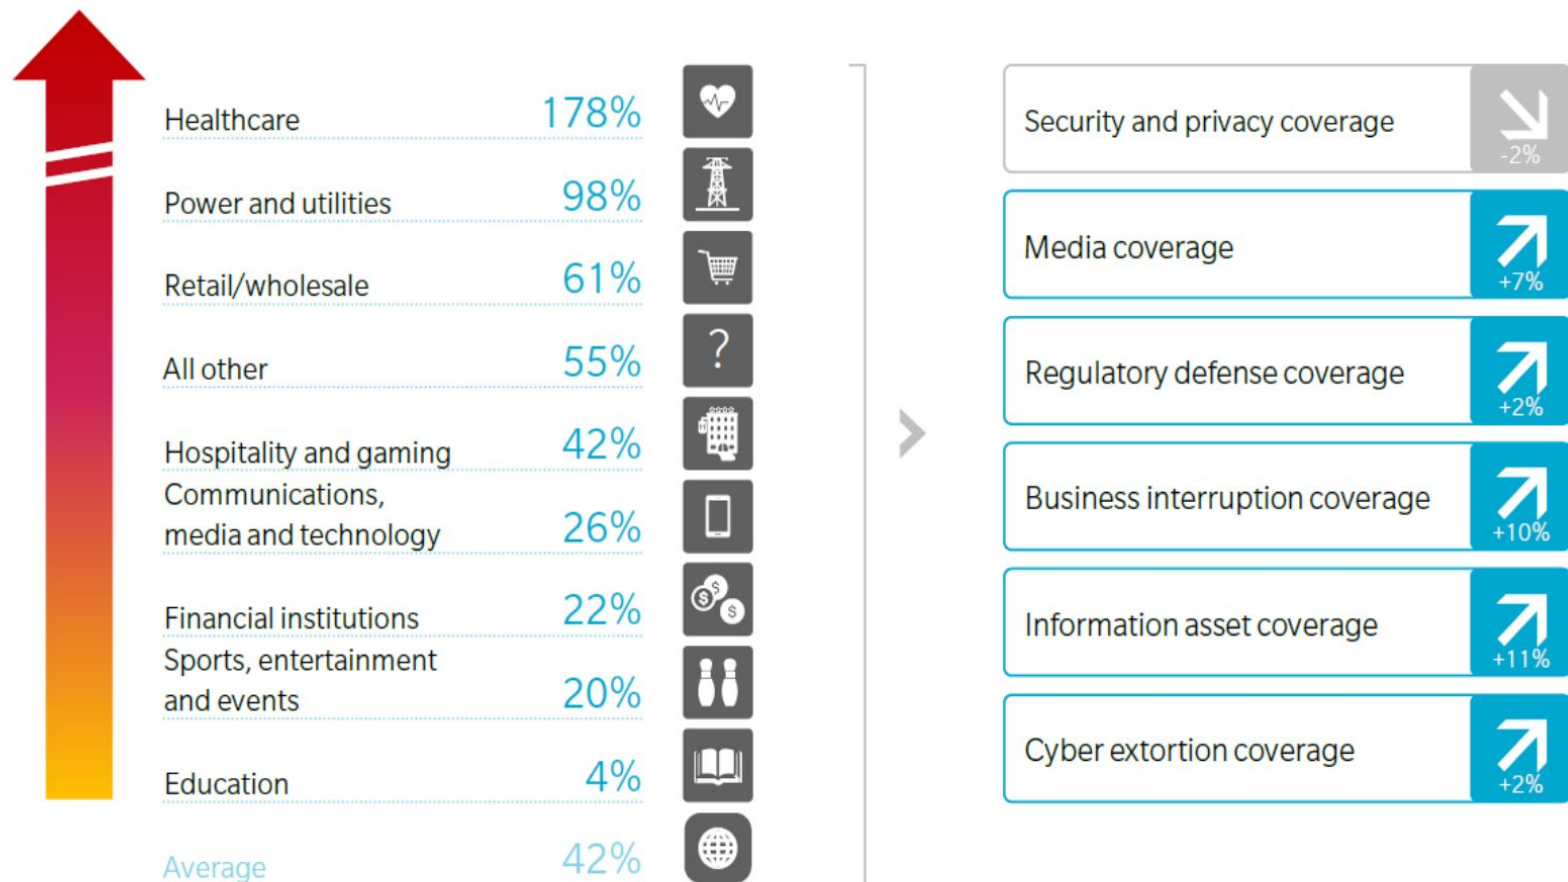 Healthcare 178%
Power and utilities 98%
Retail/wholesale 61%
All other 55%
?
Hospitality and gaming 42%
Communications,
media and technology 26%
Financial institutions 22%
$ $ $
Sports, entertainment
and events 20%
Education 4%
Average 42%
Security and privacy coverage -2%
Media coverage +7%
Regulatory defense coverage +2%
Business interruption coverage +10%
Information asset coverage +11%
Cyber extortion coverage +2%